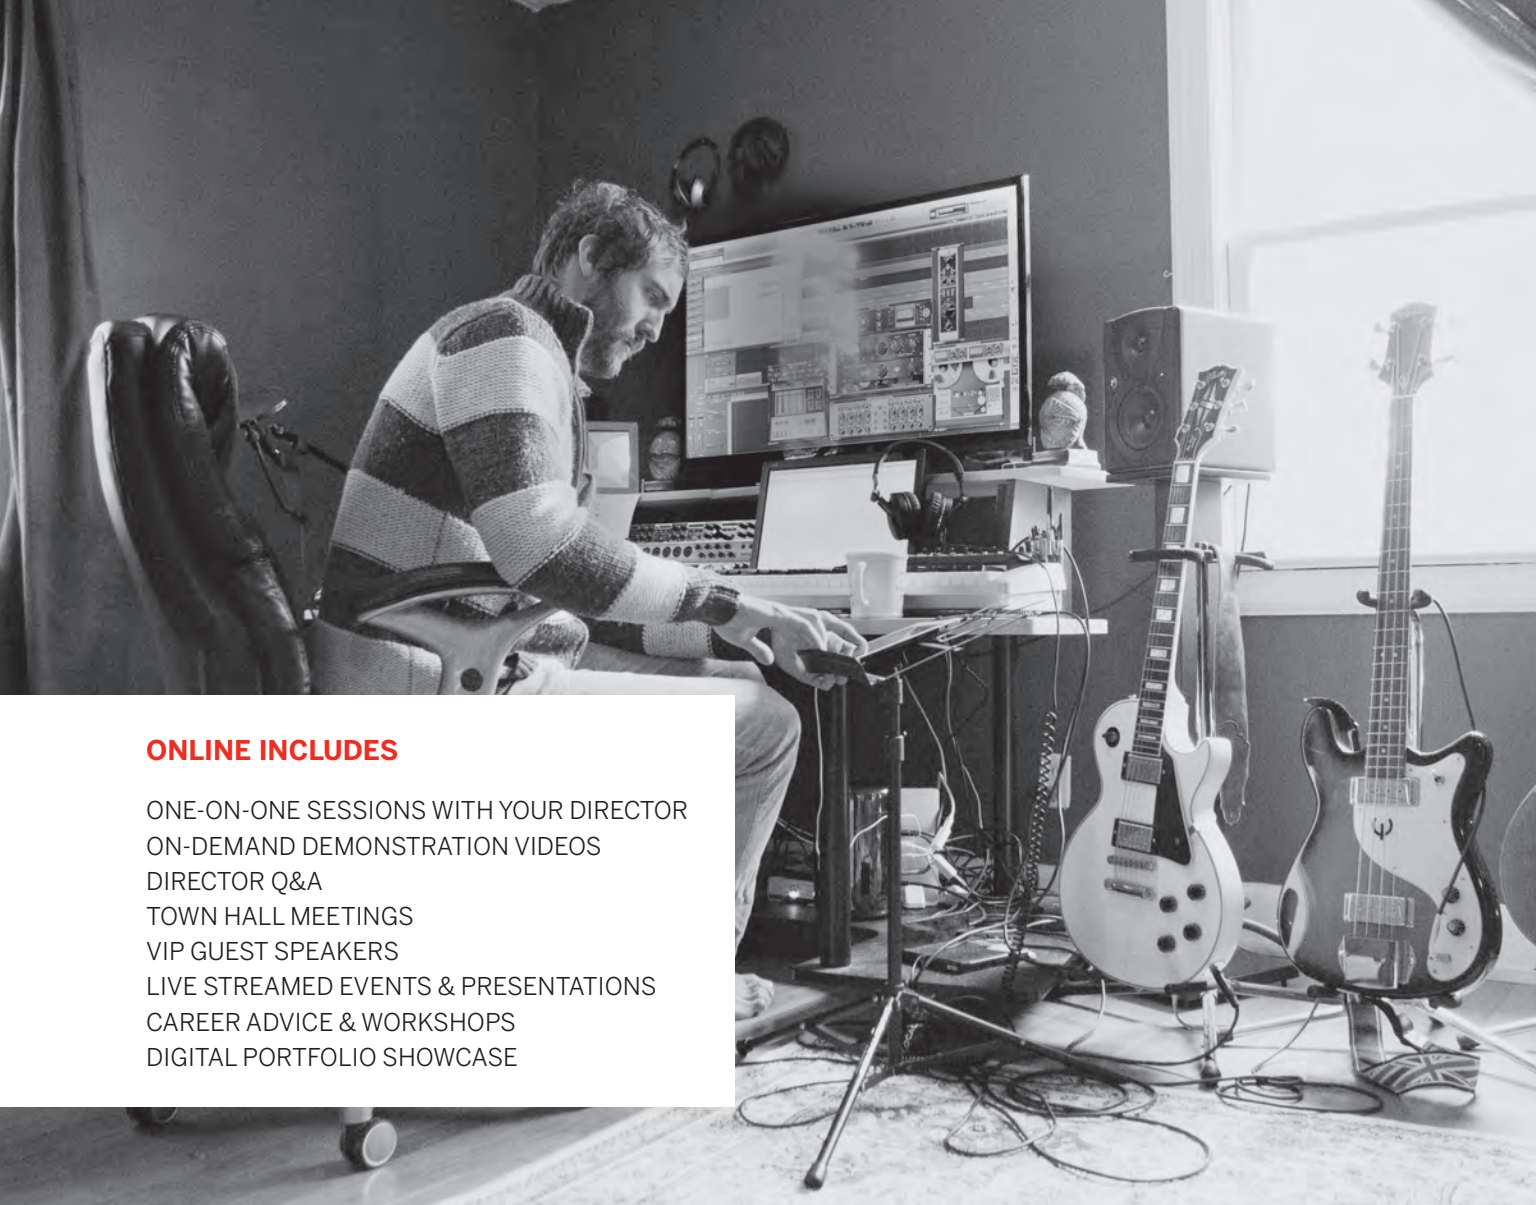 ONLINE INCLUDES
ONE-ON-ONE SESSIONS WITH YOUR DIRECTOR
ON-DEMAND DEMONSTRATION VIDEOS
DIRECTOR Q&A
TOWN HALL MEETINGS
VIP GUEST SPEAKERS
LIVE STREAMED EVENTS & PRESENTATIONS
CAREER ADVICE & WORKSHOPS
DIGITAL PORTFOLIO SHOWCASE